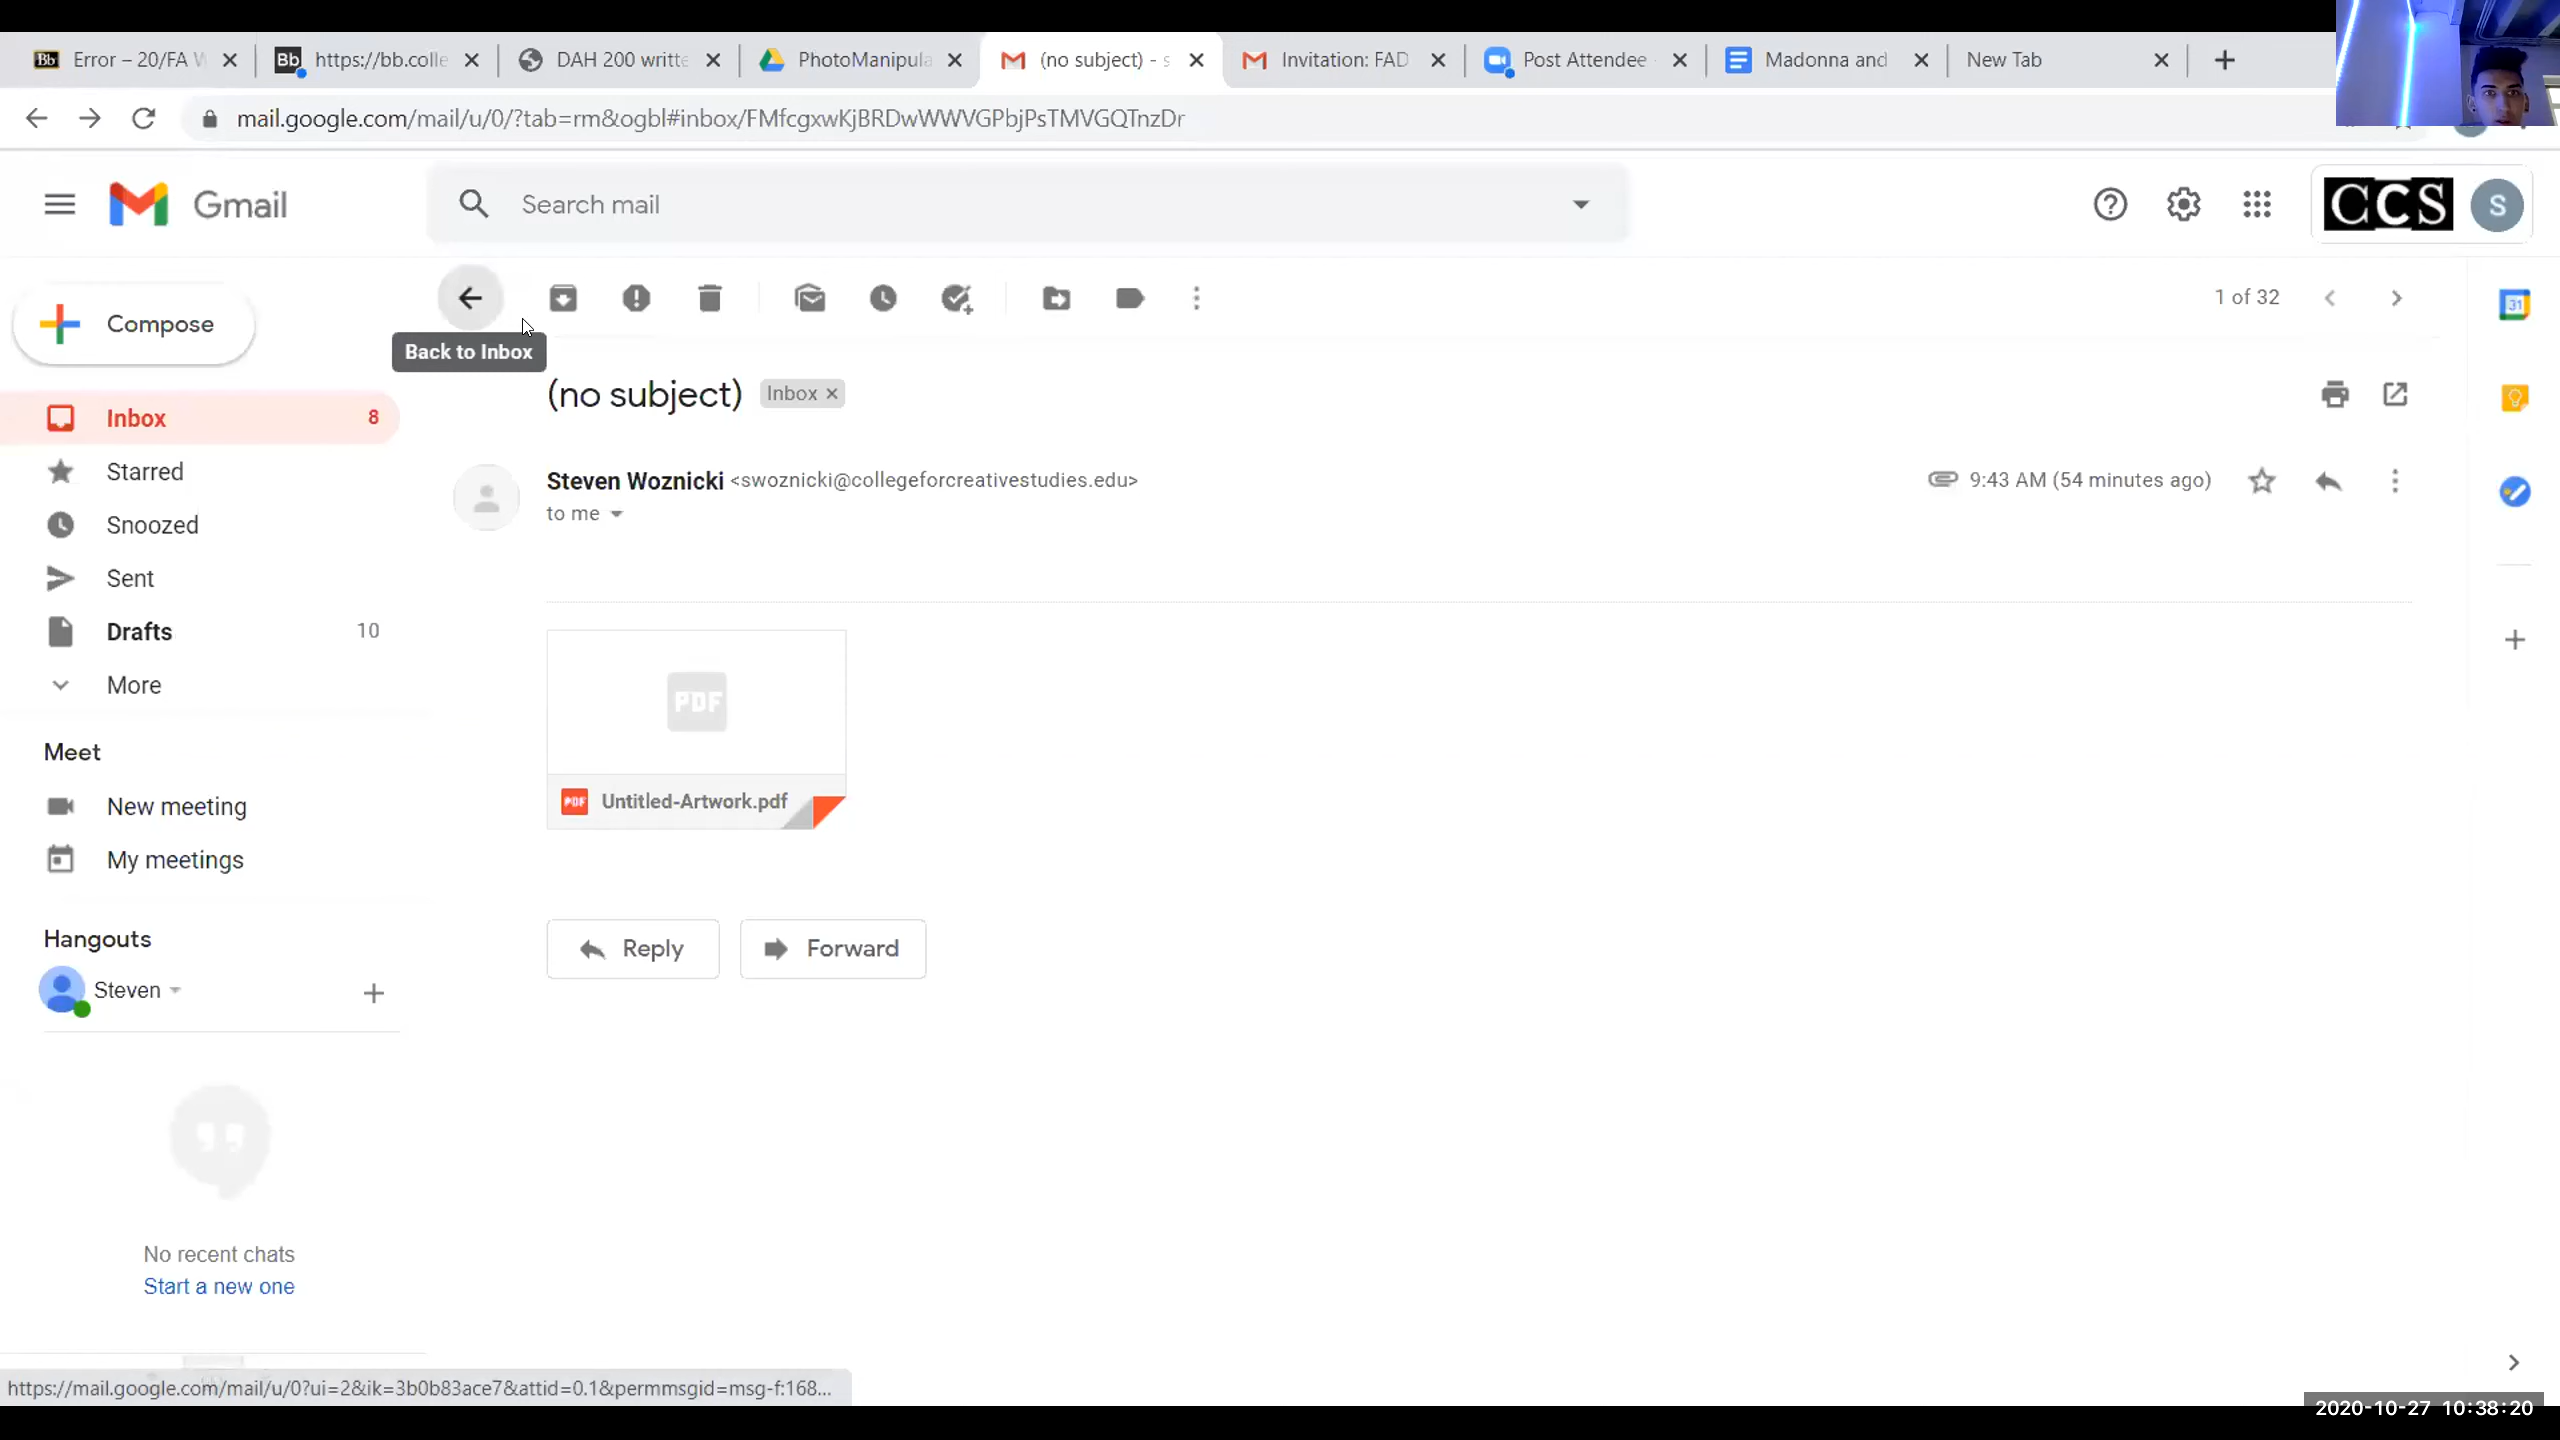 Error – 20/FA W
https://bb.colle
DAH 200 writte
PhotoManipula
(no subject) - s
Invitation: FAD
Post Attendee -
Madonna and
New Tab
mail.google.com/mail/u/0/?tab=rm&ogbl#inbox/FMfcgxwKjBRDwWWVGPbjPsTMVGQTnzDr
Gmail
Search mail
CCS
S
Compose
1 of 32
Back to Inbox
(no subject)
Inbox ×
Inbox 8
Starred
Snoozed
Sent
Drafts 10
More
Steven Woznicki <swoznicki@collegeforcreativestudies.edu>
9:43 AM (54 minutes ago)
to me
PDF
PDF Untitled-Artwork.pdf
Meet
New meeting
My meetings
Reply
Forward
Hangouts
Steven
No recent chats
Start a new one
https://mail.google.com/mail/u/0?ui=2&ik=3b0b83ace7&attid=0.1&permmsgid=msg-f:168...
2020-10-27 10:38:20